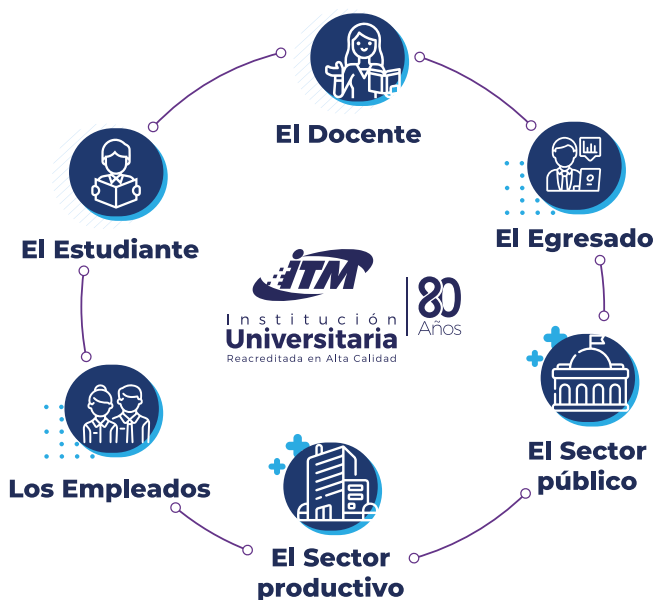 El Docente
El Estudiante
El Egresado
iTM
Institución
Universitaria
Reacreditada en Alta Calidad
80
Años
Los Empleados
El Sector
público
El Sector
productivo